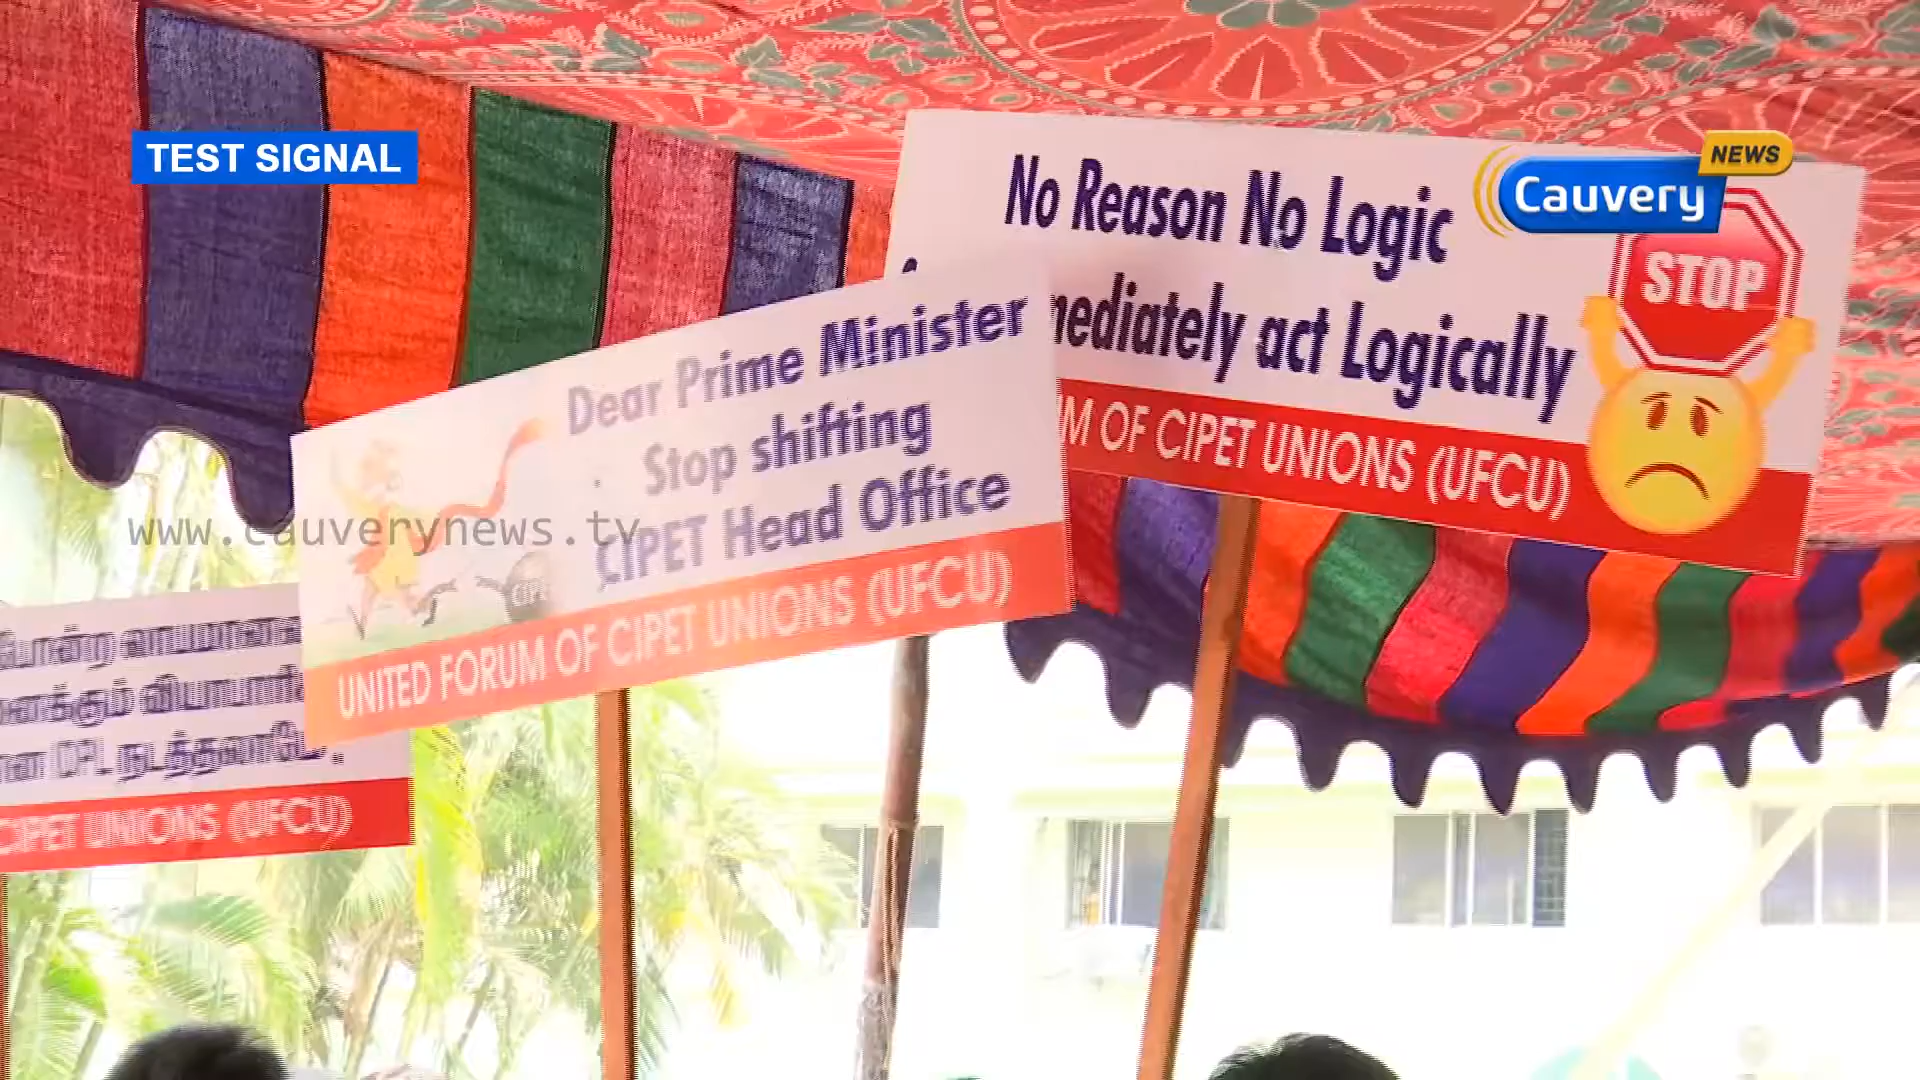 TEST SIGNAL
Cauvery NEWS
No Reason No Logic
act Logically
OF CIPET UNIONS (UFCU)
STOP
Dear Prime Minister
Stop shifting
CIPET Head Office
UNITED FORUM OF CIPET UNIONS (UFCU)
www.cauverynews.tv
போன்ற
CIPET UNIONS (UFCU)